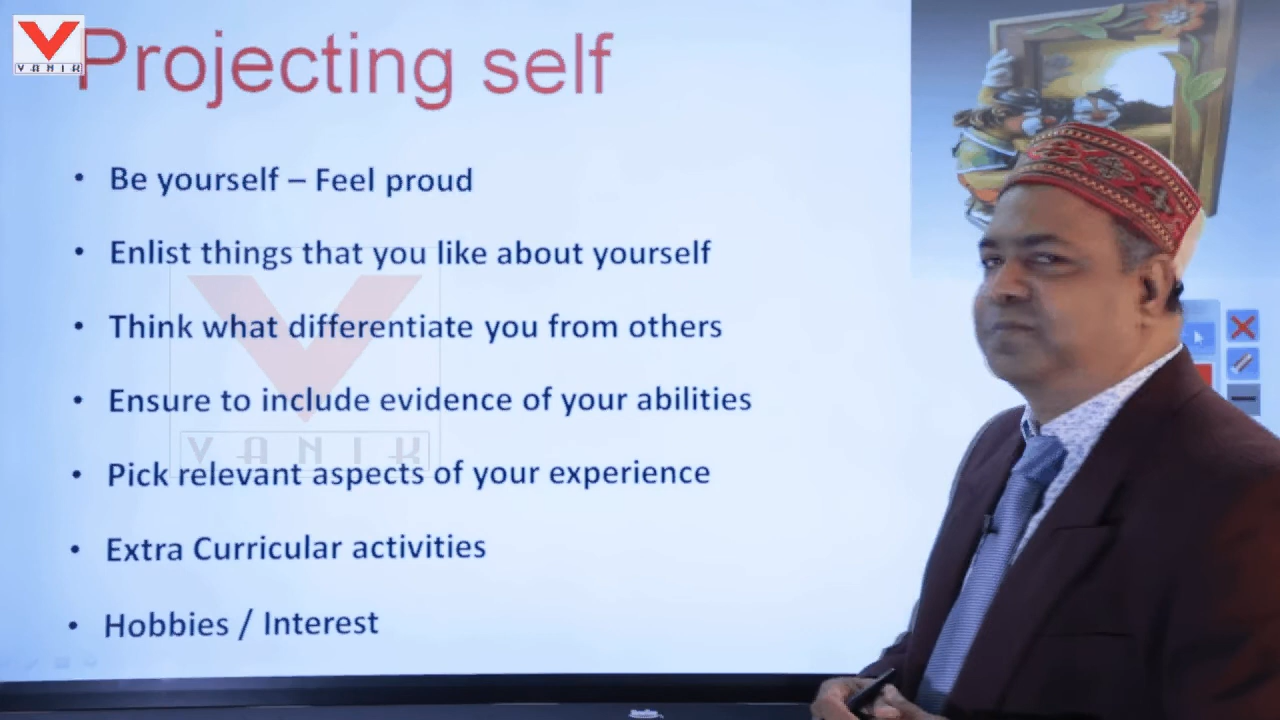 VANIK
Projecting self
• Be yourself – Feel proud
• Enlist things that you like about yourself
• Think what differentiate you from others
• Ensure to include evidence of your abilities
• Pick relevant aspects of your experience
• Extra Curricular activities
• Hobbies / Interest
VANIK